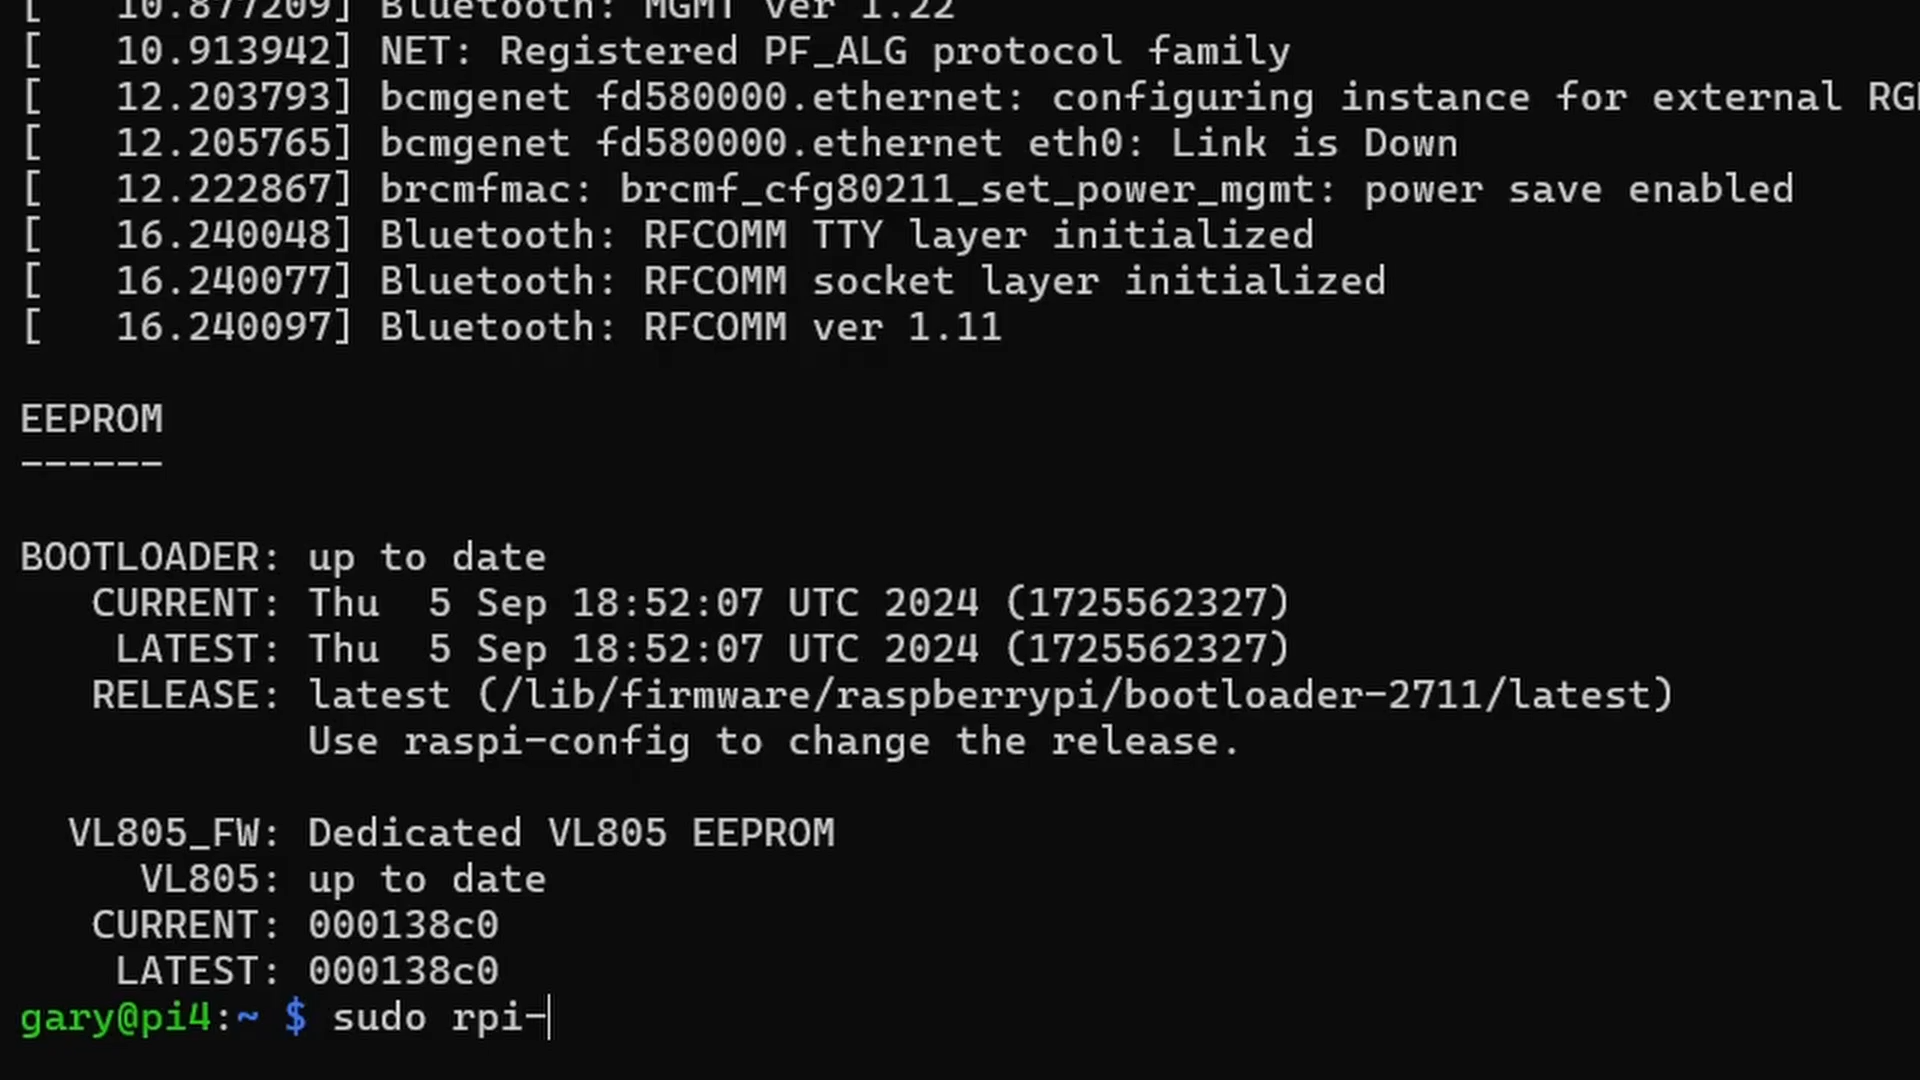 [   10.877209] Bluetooth: MGMT ver 1.22
[   10.913942] NET: Registered PF_ALG protocol family
[   12.203793] bcmgenet fd580000.ethernet: configuring instance for external
[   12.205765] bcmgenet fd580000.ethernet eth0: Link is Down
[   12.222867] brcmfmac: brcmf_cfg80211_set_power_mgmt: power save enabled
[   16.240048] Bluetooth: RFCOMM TTY layer initialized
[   16.240077] Bluetooth: RFCOMM socket layer initialized
[   16.240097] Bluetooth: RFCOMM ver 1.11
EEPROM
------
BOOTLOADER: up to date
   CURRENT: Thu  5 Sep 18:52:07 UTC 2024 (1725562327)
    LATEST: Thu  5 Sep 18:52:07 UTC 2024 (1725562327)
   RELEASE: latest (/lib/firmware/raspberrypi/bootloader-2711/latest)
            Use raspi-config to change the release.
  VL805_FW: Dedicated VL805 EEPROM
     VL805: up to date
   CURRENT: 000138c0
    LATEST: 000138c0
gary@pi4:~ $ sudo rpi-